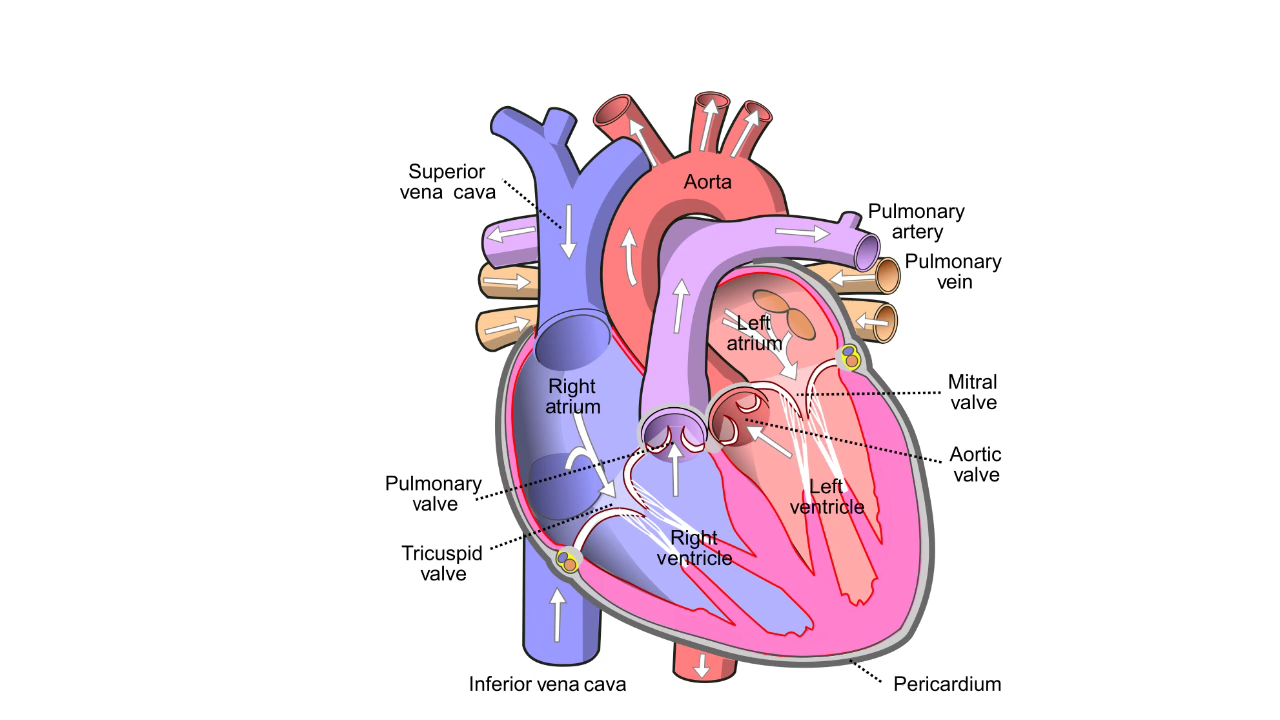 Superior
vena cava
Aorta
Pulmonary
artery
Pulmonary
vein
Left
atrium
Right
atrium
Mitral
valve
Aortic
valve
Pulmonary
valve
Left
ventricle
Right
ventricle
Tricuspid
valve
Inferior vena cava
Pericardium